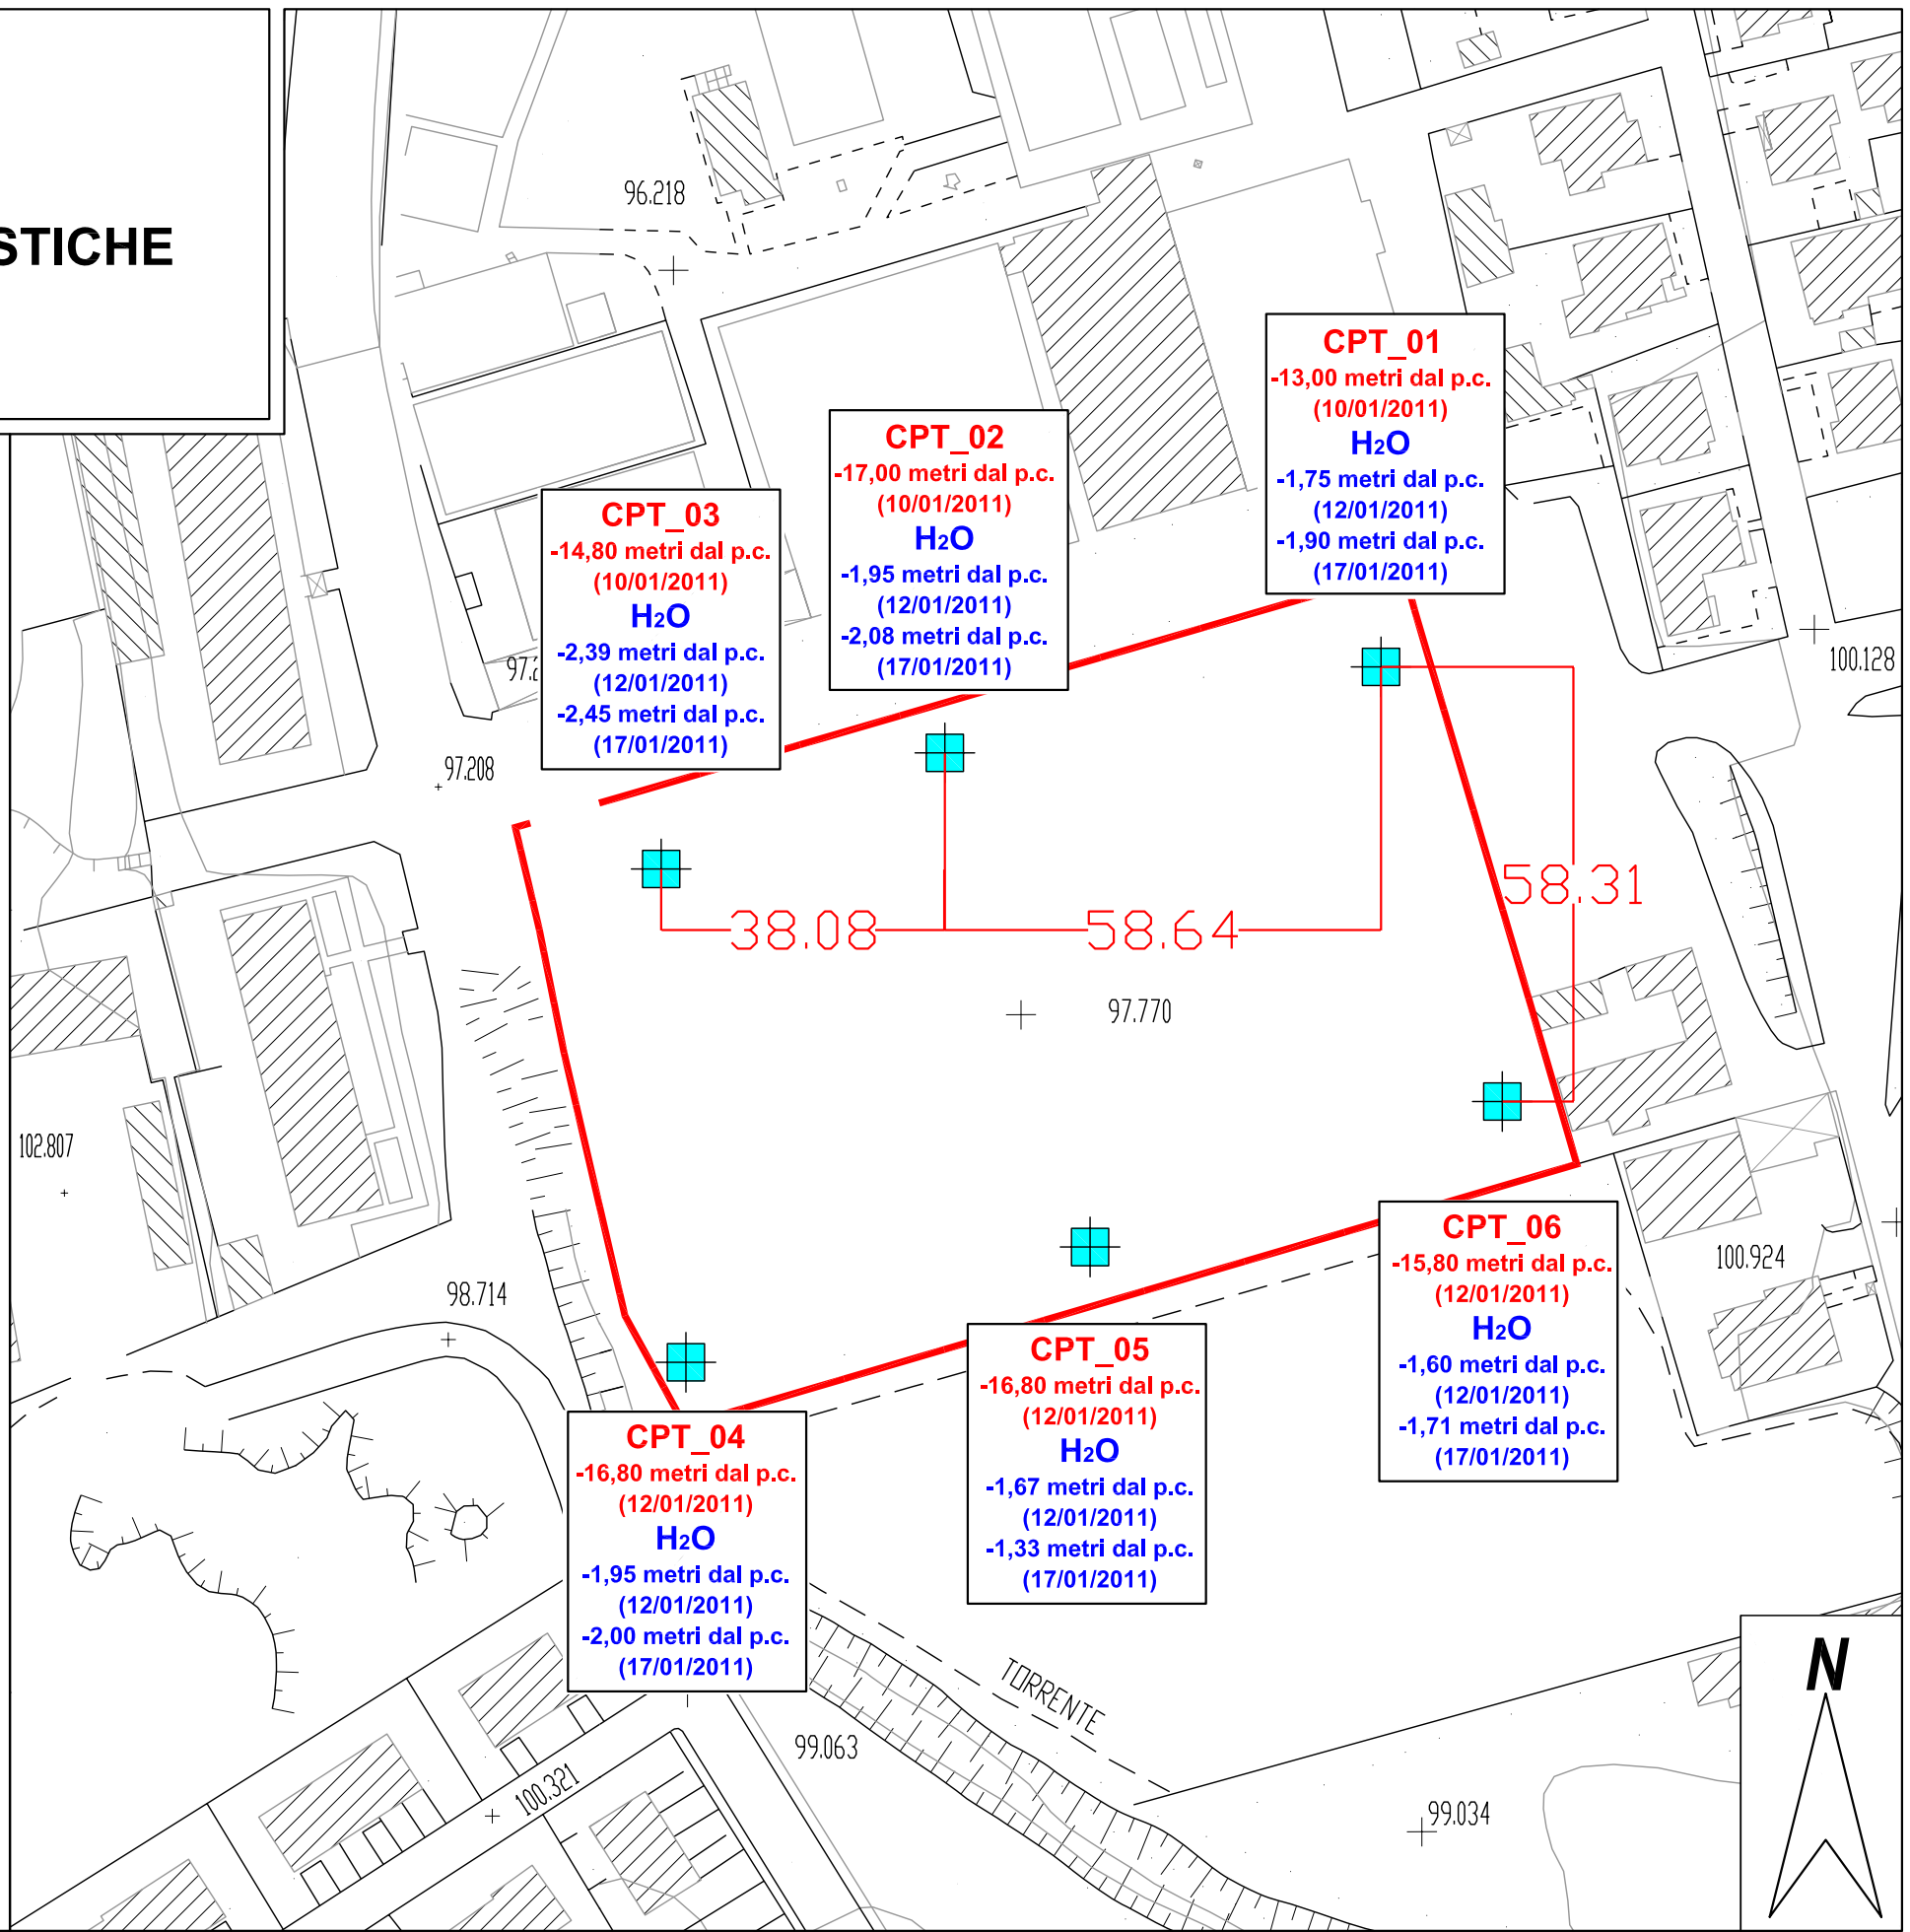 STICHE
96.218
CPT_01
-13,00 metri dal p.c.
(10/01/2011)
H2O
-1,75 metri dal p.c.
(12/01/2011)
-1,90 metri dal p.c.
(17/01/2011)
CPT_02
-17,00 metri dal p.c.
(10/01/2011)
H2O
-1,95 metri dal p.c.
(12/01/2011)
-2,08 metri dal p.c.
(17/01/2011)
CPT_03
-14,80 metri dal p.c.
(10/01/2011)
H2O
-2,39 metri dal p.c.
(12/01/2011)
-2,45 metri dal p.c.
(17/01/2011)
100.128
97.208
58.31
38.08
58.64
97.770
102.807
98.714
100.924
CPT_06
-15,80 metri dal p.c.
(12/01/2011)
H2O
-1,60 metri dal p.c.
(12/01/2011)
-1,71 metri dal p.c.
(17/01/2011)
CPT_05
-16,80 metri dal p.c.
(12/01/2011)
H2O
-1,67 metri dal p.c.
(12/01/2011)
-1,33 metri dal p.c.
(17/01/2011)
CPT_04
-16,80 metri dal p.c.
(12/01/2011)
H2O
-1,95 metri dal p.c.
(12/01/2011)
-2,00 metri dal p.c.
(17/01/2011)
N
TORRENTE
99.063
100.321
99.034